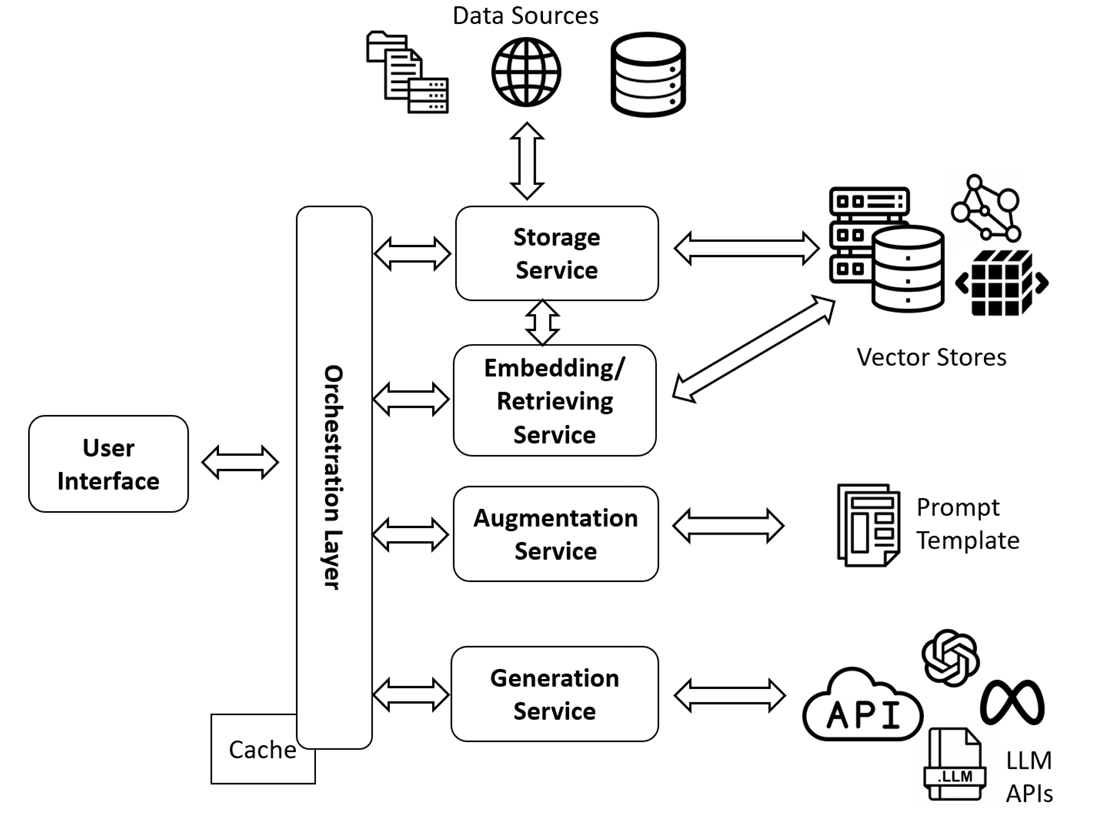 Data Sources
Storage
Service
Vector Stores
Embedding/
Retrieving
Service
Orchestration Layer
User
Interface
Augmentation
Service
Prompt
Template
Generation
Service
API
.LLM
LLM
APIs
Cache